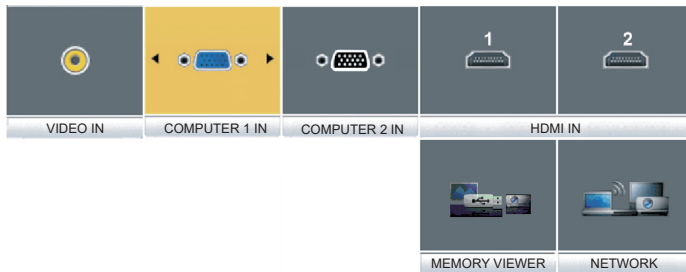 1 2
VIDEO IN COMPUTER 1 IN COMPUTER 2 IN HDMI IN
MEMORY VIEWER NETWORK